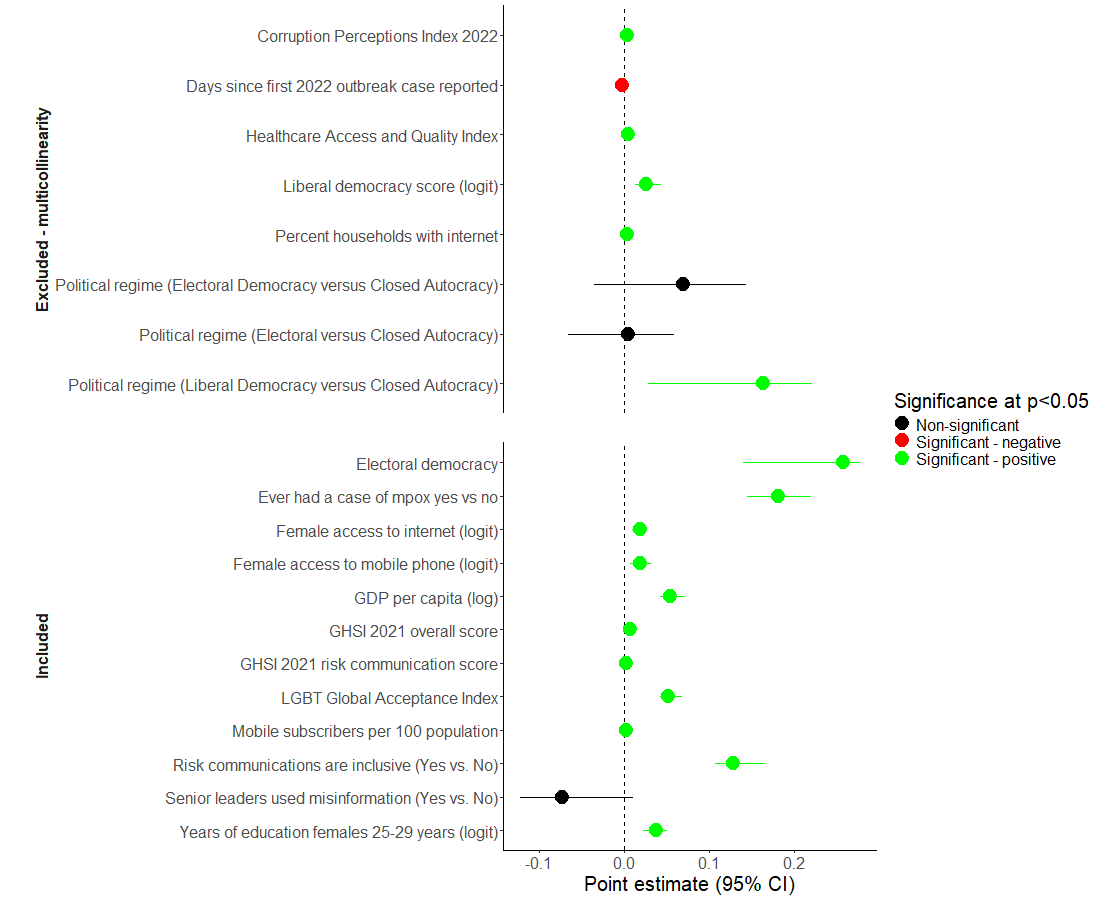 Excluded - multicollinearity
Corruption Perceptions Index 2022
Days since first 2022 outbreak case reported
Healthcare Access and Quality Index
Liberal democracy score (logit)
Percent households with internet
Political regime (Electoral Democracy versus Closed Autocracy)
Political regime (Electoral versus Closed Autocracy)
Political regime (Liberal Democracy versus Closed Autocracy)
Included
Electoral democracy
Ever had a case of mpox yes vs no
Female access to internet (logit)
Female access to mobile phone (logit)
GDP per capita (log)
GHSI 2021 overall score
GHSI 2021 risk communication score
LGBT Global Acceptance Index
Mobile subscribers per 100 population
Risk communications are inclusive (Yes vs. No)
Senior leaders used misinformation (Yes vs. No)
Years of education females 25-29 years (logit)
-0.1 0.0 0.1 0.2
Point estimate (95% CI)
Significance at p<0.05
Non-significant
Significant - negative
Significant - positive